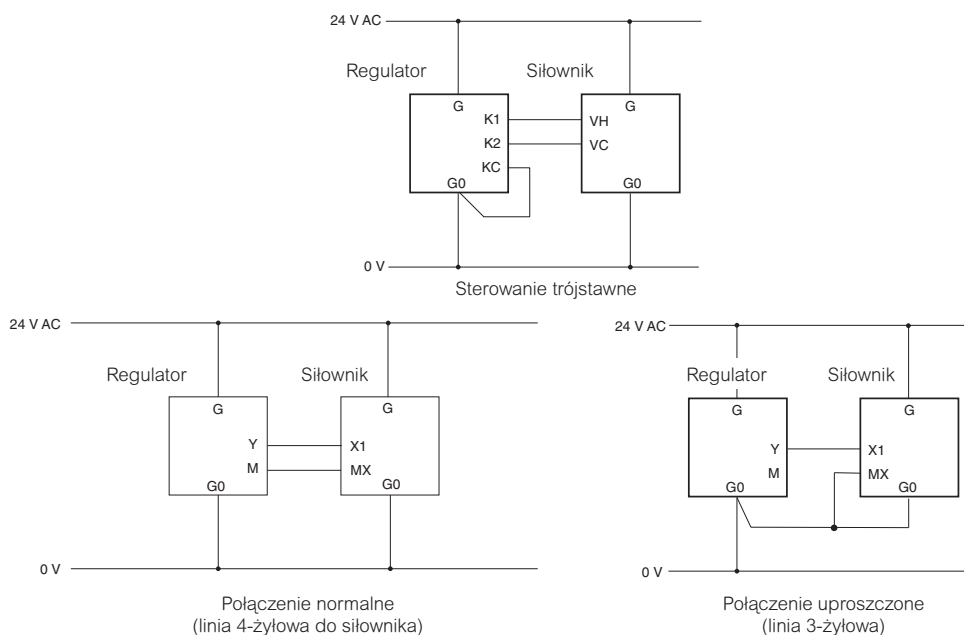 24 V AC
Regulator
Siłownik
G
G
K1
VH
K2
VC
KC
G0
G0
0 V
Sterowanie trójstawne
24 V AC
Regulator
Siłownik
G
G
Y
X1
M
MX
G0
G0
0 V
Połączenie normalne
(linia 4-żyłowa do siłownika)
24 V AC
Regulator
Siłownik
G
G
Y
X1
M
MX
G0
G0
0 V
Połączenie uproszczone
(linia 3-żyłowa)